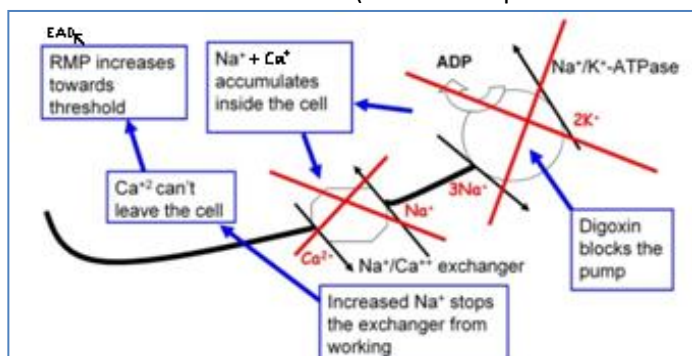 EAD
RMP increases
towards
threshold
Na⁺ + Ca⁺
accumulates
inside the cell
ADP
Na⁺/K⁺-ATPase
2K⁺
Ca⁺² can't
leave the cell
3Na⁺
Na⁺
Ca²⁺
Na⁺/Ca⁺⁺ exchanger
Digoxin
blocks the
pump
Increased Na⁺ stops
the exchanger from
working